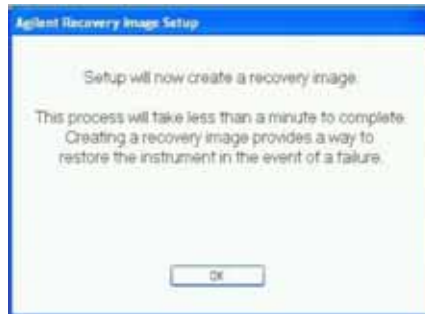 Agilent Recovery Image Setup
Setup will now create a recovery image.
This process will take less than a minute to complete.
Creating a recovery image provides a way to
restore the instrument in the event of a failure.
OK